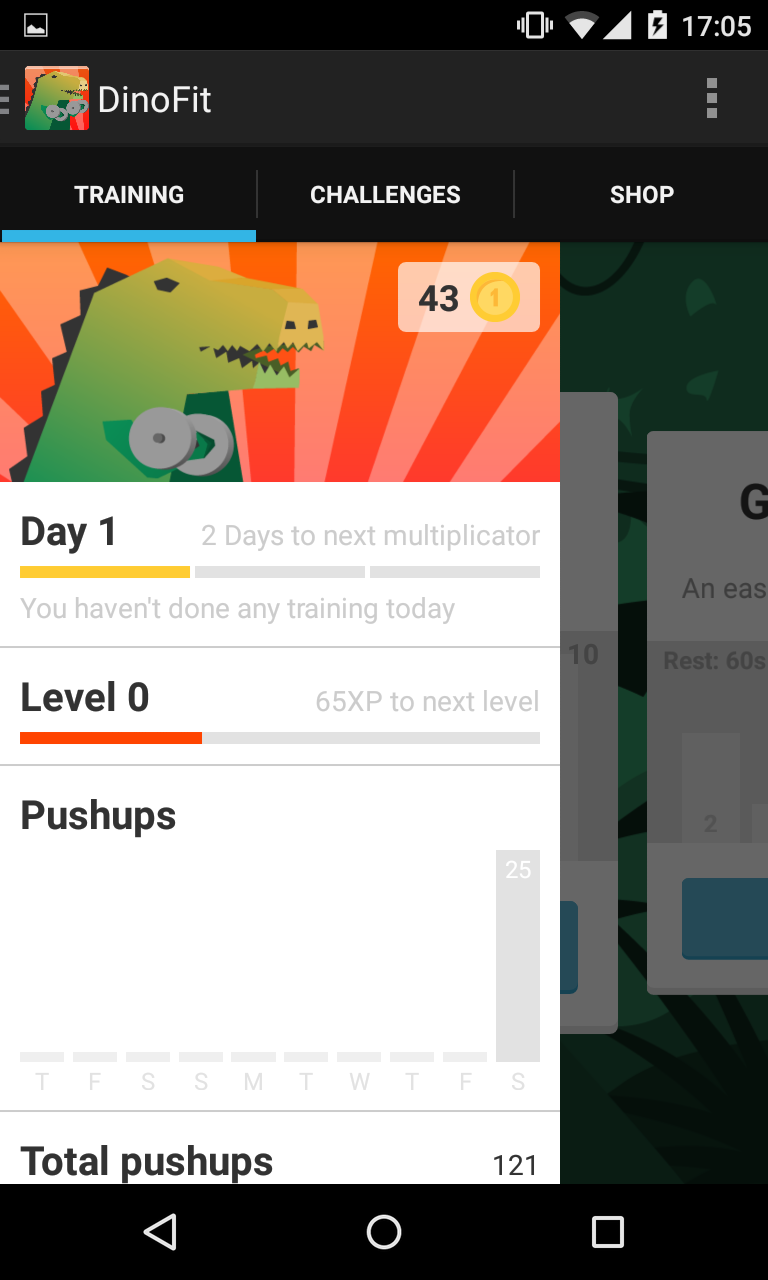 17:05
DinoFit
TRAINING CHALLENGES SHOP
43 1
Day 1 2 Days to next multiplicator
You haven't done any training today
Level 0 65XP to next level
Pushups
25
T F S S M T W T F S
Total pushups 121
10
G
An eas
Rest: 60s
2